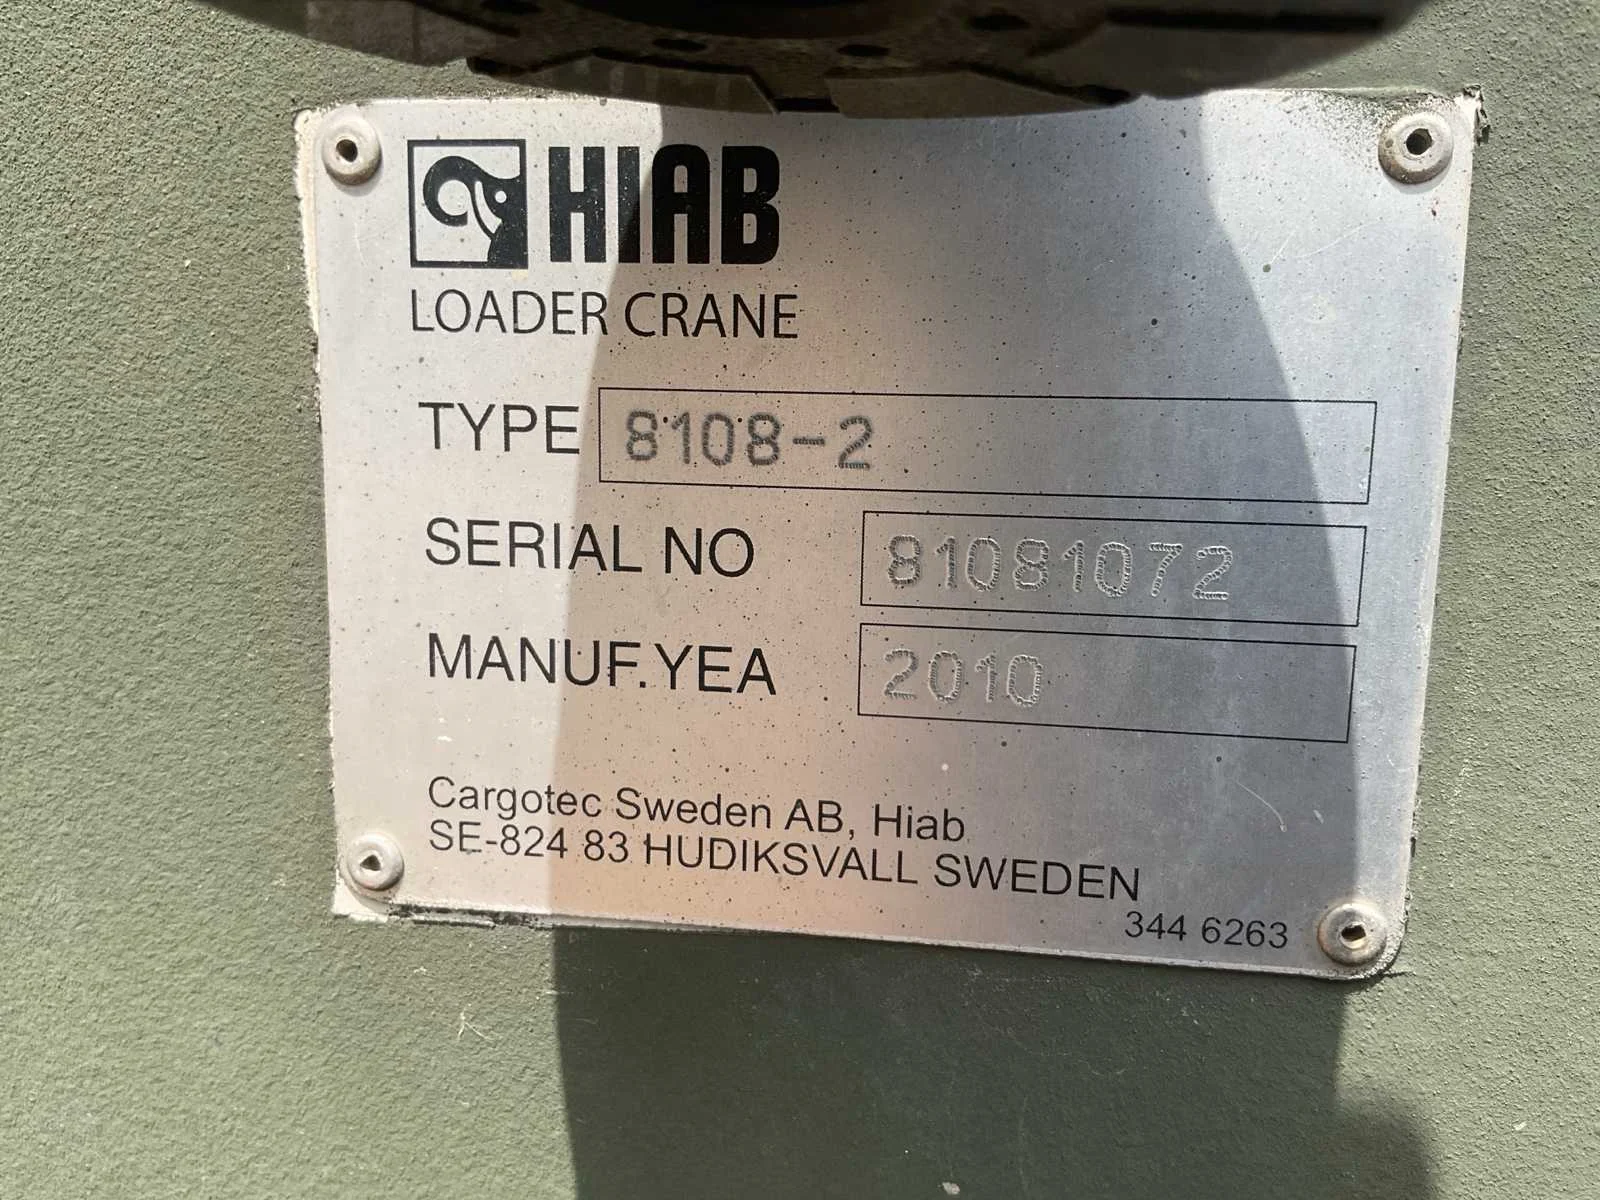 HIAB
LOADER CRANE
TYPE 8108-2
SERIAL NO 81081072
MANUF.YEA 2010
Cargotec Sweden AB, Hiab
SE-824 83 HUDIKSVALL SWEDEN
344 6263